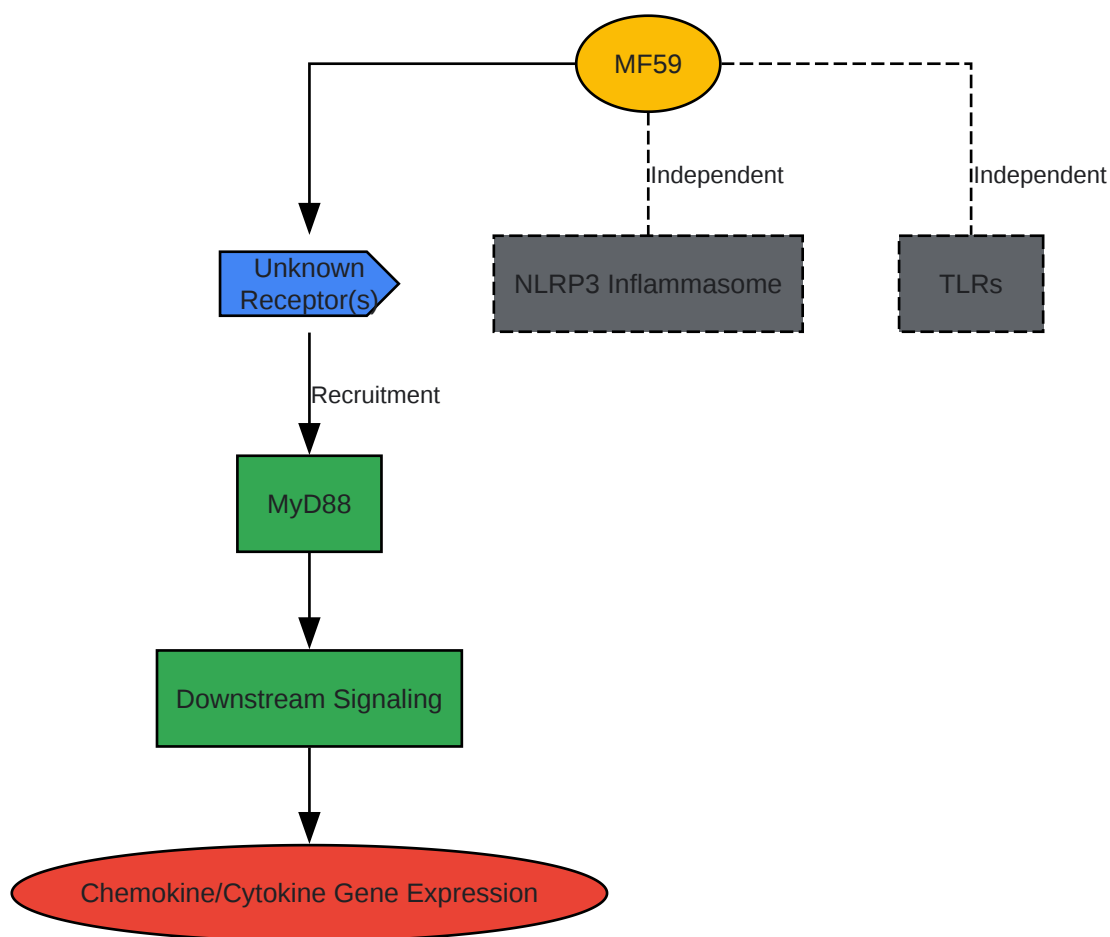 MF59
Independent
Independent
Unknown
Receptor(s)
NLRP3 Inflammasome
TLRs
Recruitment
MyD88
Downstream Signaling
Chemokine/Cytokine Gene Expression